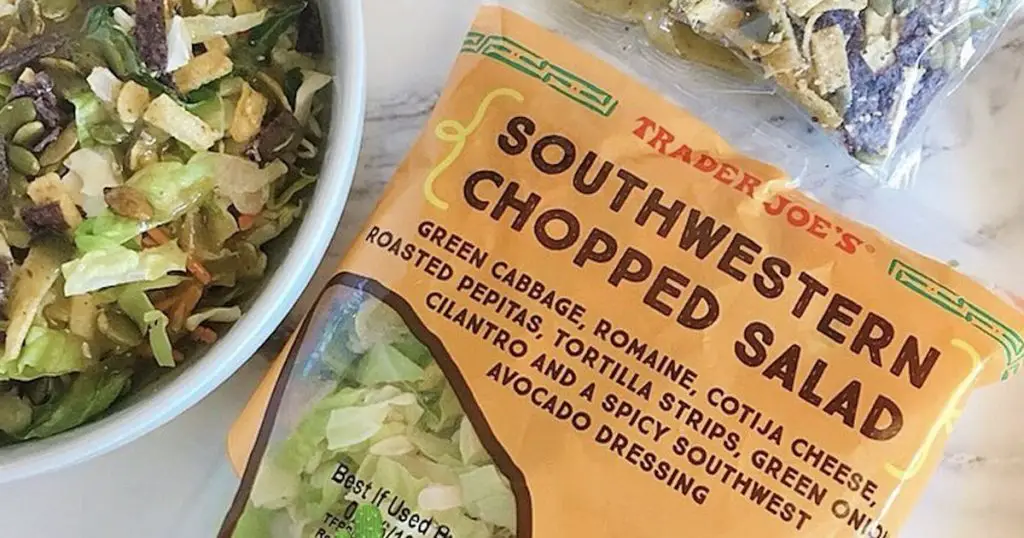 TRADER JOE'S®
SOUTHWESTERN
CHOPPED SALAD
GREEN CABBAGE, ROMAINE, COTIJA CHEESE,
ROASTED PEPITAS, TORTILLA STRIPS, GREEN ONION
CILANTRO AND A SPICY SOUTHWEST
AVOCADO DRESSING
Best If Used